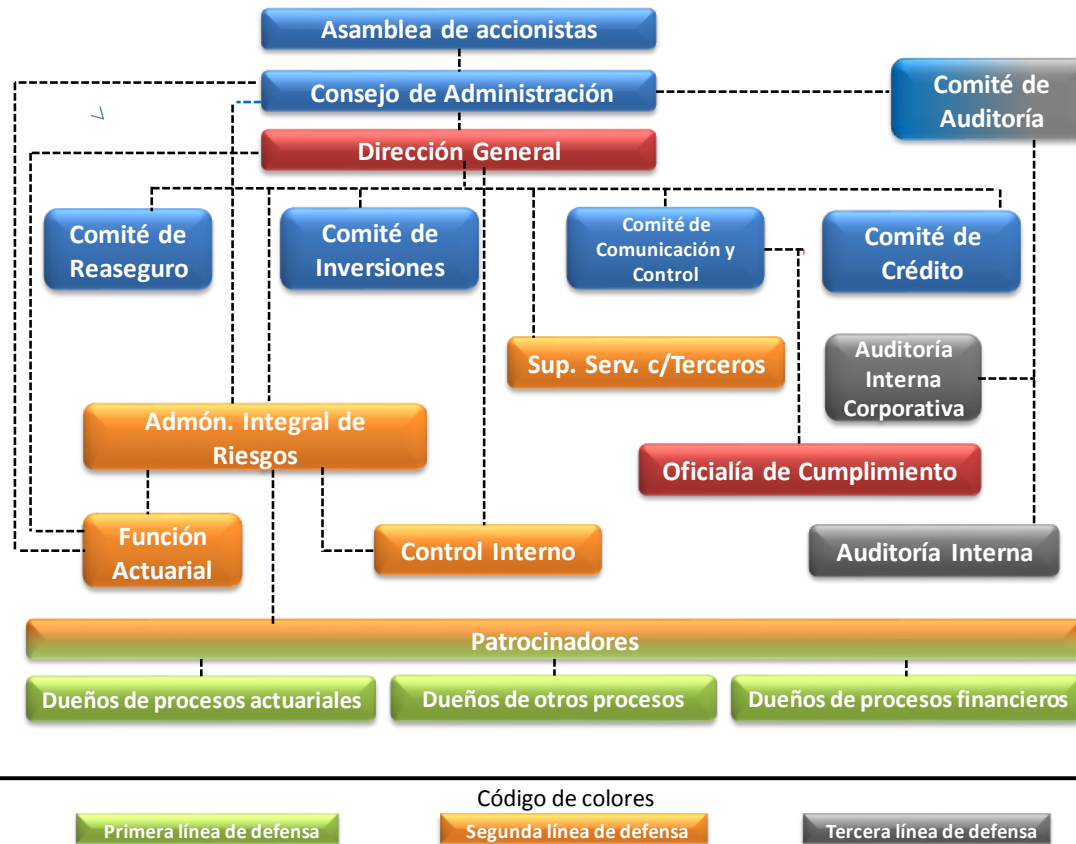 Asamblea de accionistas
Consejo de Administración
Comité de
Auditoría
Dirección General
Comité de
Reaseguro
Comité de
Inversiones
Comité de
Comunicación y
Control
Comité de
Crédito
Sup. Serv. c/Terceros
Auditoría
Interna
Corporativa
Admón. Integral de
Riesgos
Oficialía de Cumplimiento
Función
Actuarial
Control Interno
Auditoría Interna
Patrocinadores
Dueños de procesos actuariales
Dueños de otros procesos
Dueños de procesos financieros
Código de colores
Primera línea de defensa
Segunda línea de defensa
Tercera línea de defensa